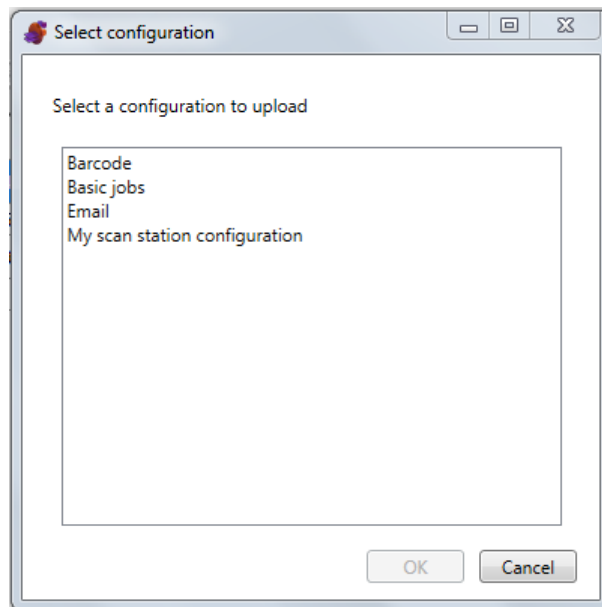 Select configuration
Select a configuration to upload
Barcode
Basic jobs
Email
My scan station configuration
OK
Cancel